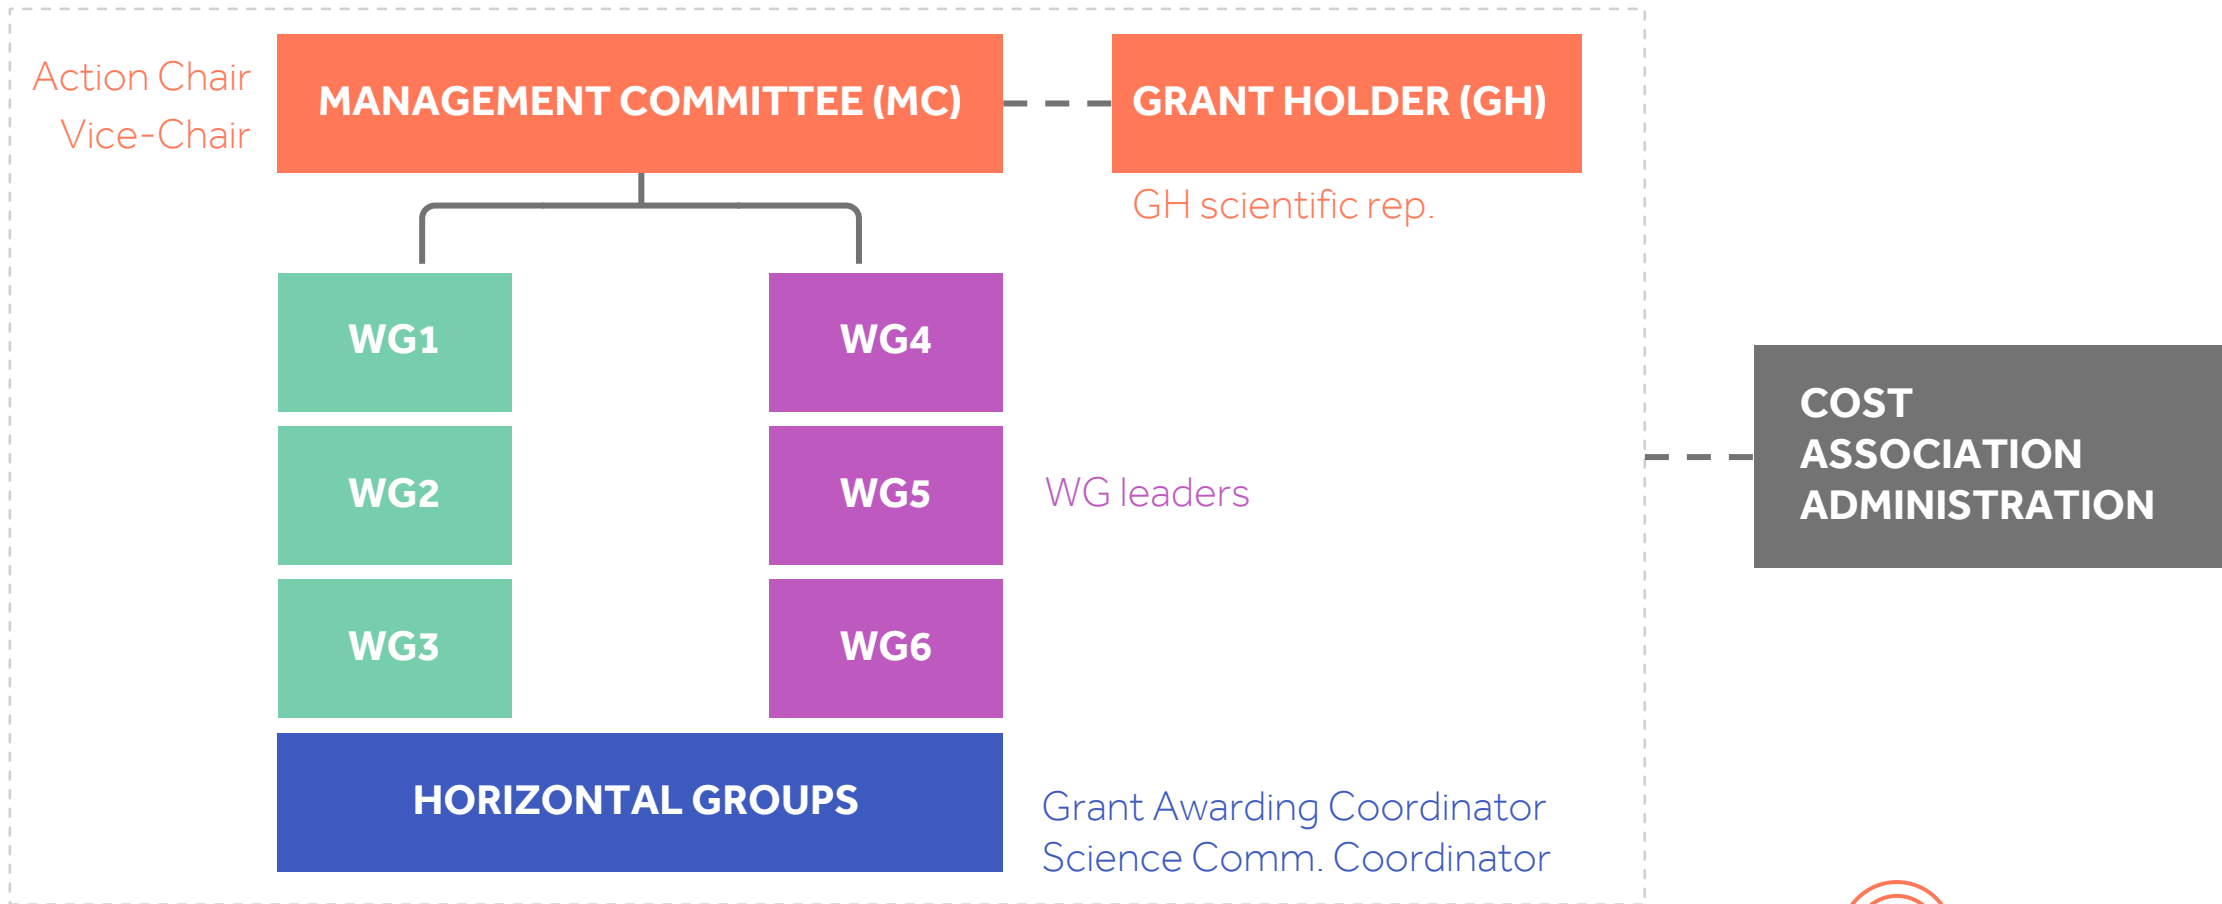 Action Chair
Vice-Chair
MANAGEMENT COMMITTEE (MC)
GRANT HOLDER (GH)
GH scientific rep.
WG1
WG4
WG2
WG5
WG leaders
WG3
WG6
HORIZONTAL GROUPS
Grant Awarding Coordinator
Science Comm. Coordinator
COST
ASSOCIATION
ADMINISTRATION